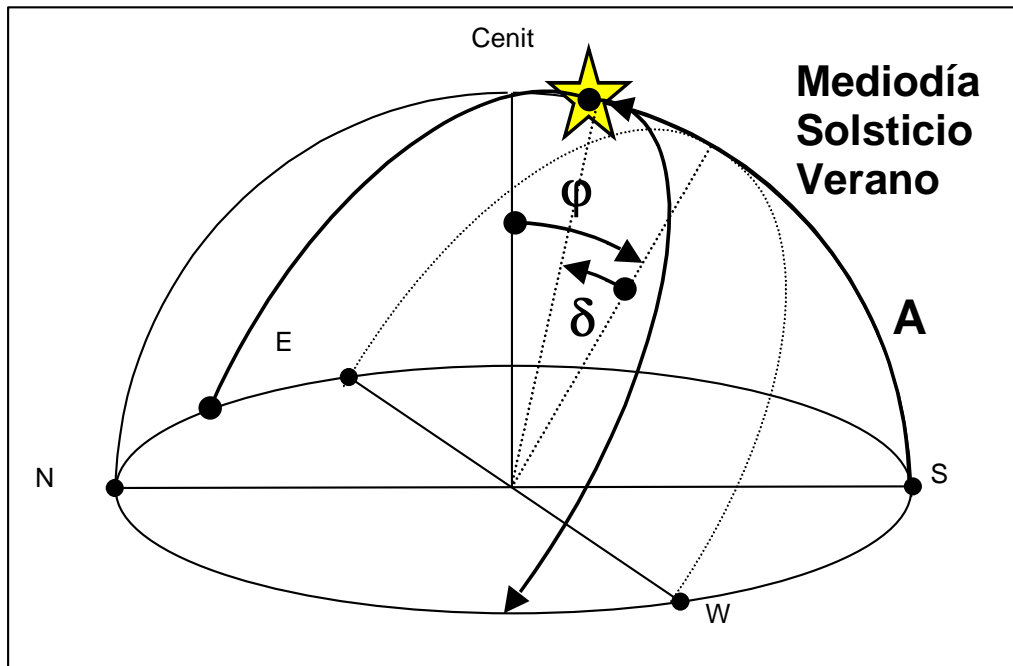 Cenit
Mediodía
Solsticio
Verano
φ
δ
A
E
N
S
W